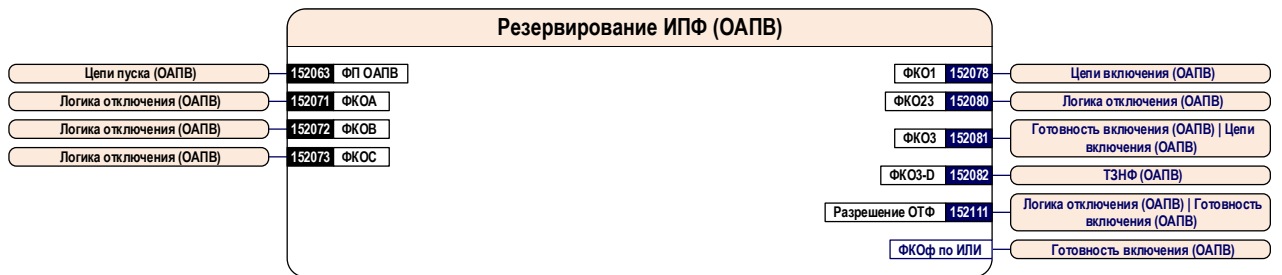 Резервирование ИПФ (ОАПВ)
Цепи пуска (ОАПВ) 152063 ФП ОАПВ
ФКО1 152078 Цепи включения (ОАПВ)
Логика отключения (ОАПВ) 152071 ФКОА
ФКО23 152080 Логика отключения (ОАПВ)
Логика отключения (ОАПВ) 152072 ФКОВ
ФКО3 152081 Готовность включения (ОАПВ) | Цепи
включения (ОАПВ)
Логика отключения (ОАПВ) 152073 ФКОС
ФКО3-D 152082 ТЗНФ (ОАПВ)
Разрешение ОТФ 152111 Логика отключения (ОАПВ) | Готовность
включения (ОАПВ)
ФКОф по ИЛИ Готовность включения (ОАПВ)